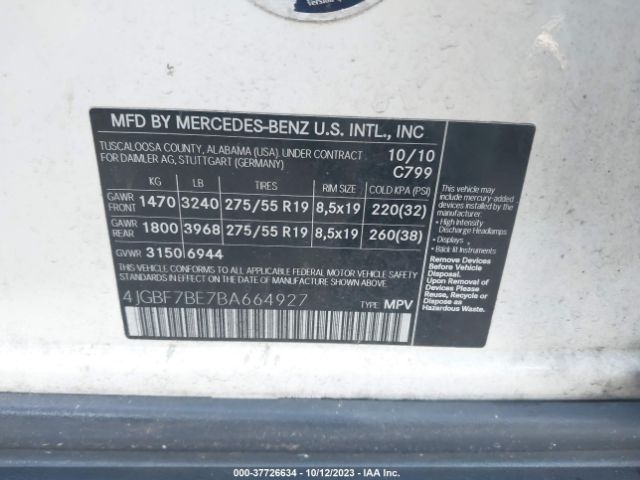 Version
MFD BY MERCEDES-BENZ U.S. INTL., INC
TUSCALOOSA COUNTY, ALABAMA (USA) UNDER CONTRACT
FOR DAIMLER AG, STUTTGART (GERMANY)
10/10
C799
KG LB TIRES RIM SIZE COLD KPA (PSI)
GAWR FRONT 1470 3240 275/55 R19 8,5x19 220(32)
GAWR REAR 1800 3968 275/55 R19 8,5x19 260(38)
GVWR 3150 6944
THIS VEHICLE CONFORMS TO ALL APPLICABLE FEDERAL MOTOR VEHICLE SAFETY
STANDARDS IN EFFECT ON THE DATE OF MANUFACTURE SHOWN ABOVE.
4JGBF7BE7BA664927
TYPE MPV
This vehicle may
include mercury-added
devices installed by the
manufacturer:
• High Intensity
Discharge Headlamps
• Displays
• Back lit Instruments
Remove Devices
Before Vehicle
Disposal.
Upon Removal of
Devices Please
Reuse, Recycle or
Dispose as
Hazardous Waste.
000-37726634 - 10/12/2023 - IAA Inc.